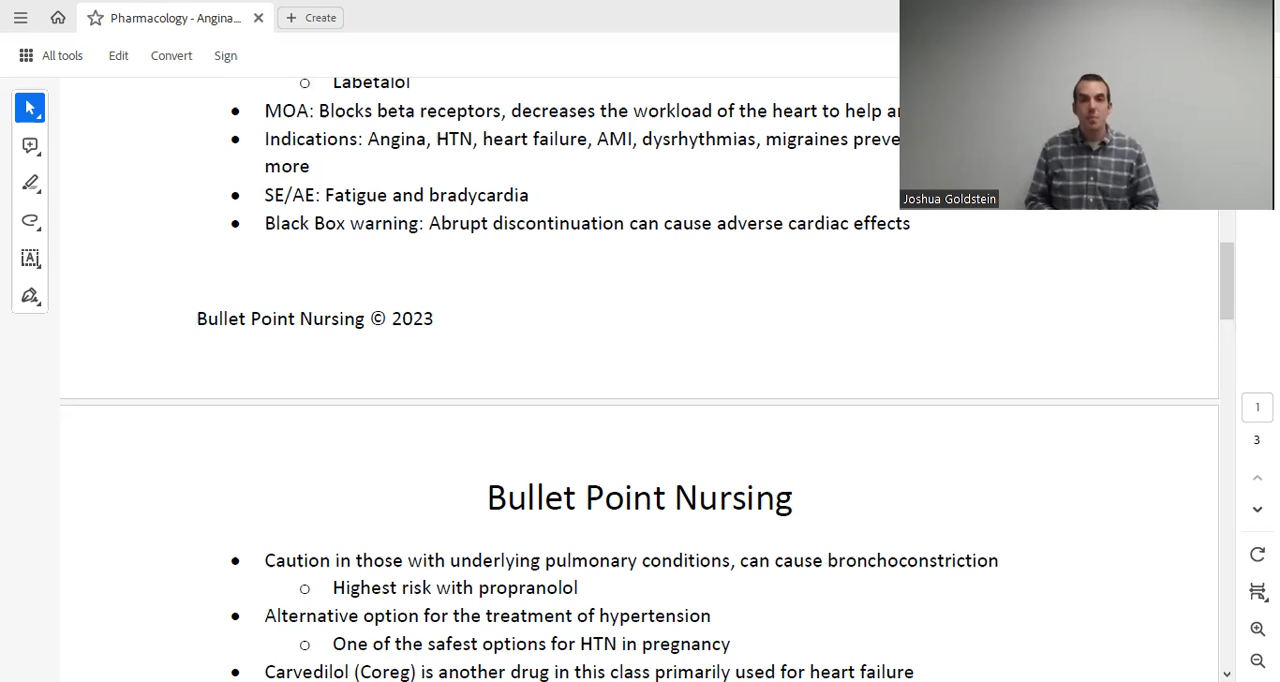 Pharmacology - Angina...
Create
All tools
Edit
Convert
Sign
Labetalol
MOA: Blocks beta receptors, decreases the workload of the heart to help
Indications: Angina, HTN, heart failure, AMI, dysrhythmias, migraines
more
SE/AE: Fatigue and bradycardia
Black Box warning: Abrupt discontinuation can cause adverse cardiac effects
Joshua Goldstein
Bullet Point Nursing © 2023
1
3
Bullet Point Nursing
Caution in those with underlying pulmonary conditions, can cause bronchoconstriction
Highest risk with propranolol
Alternative option for the treatment of hypertension
One of the safest options for HTN in pregnancy
Carvedilol (Coreg) is another drug in this class primarily used for heart failure